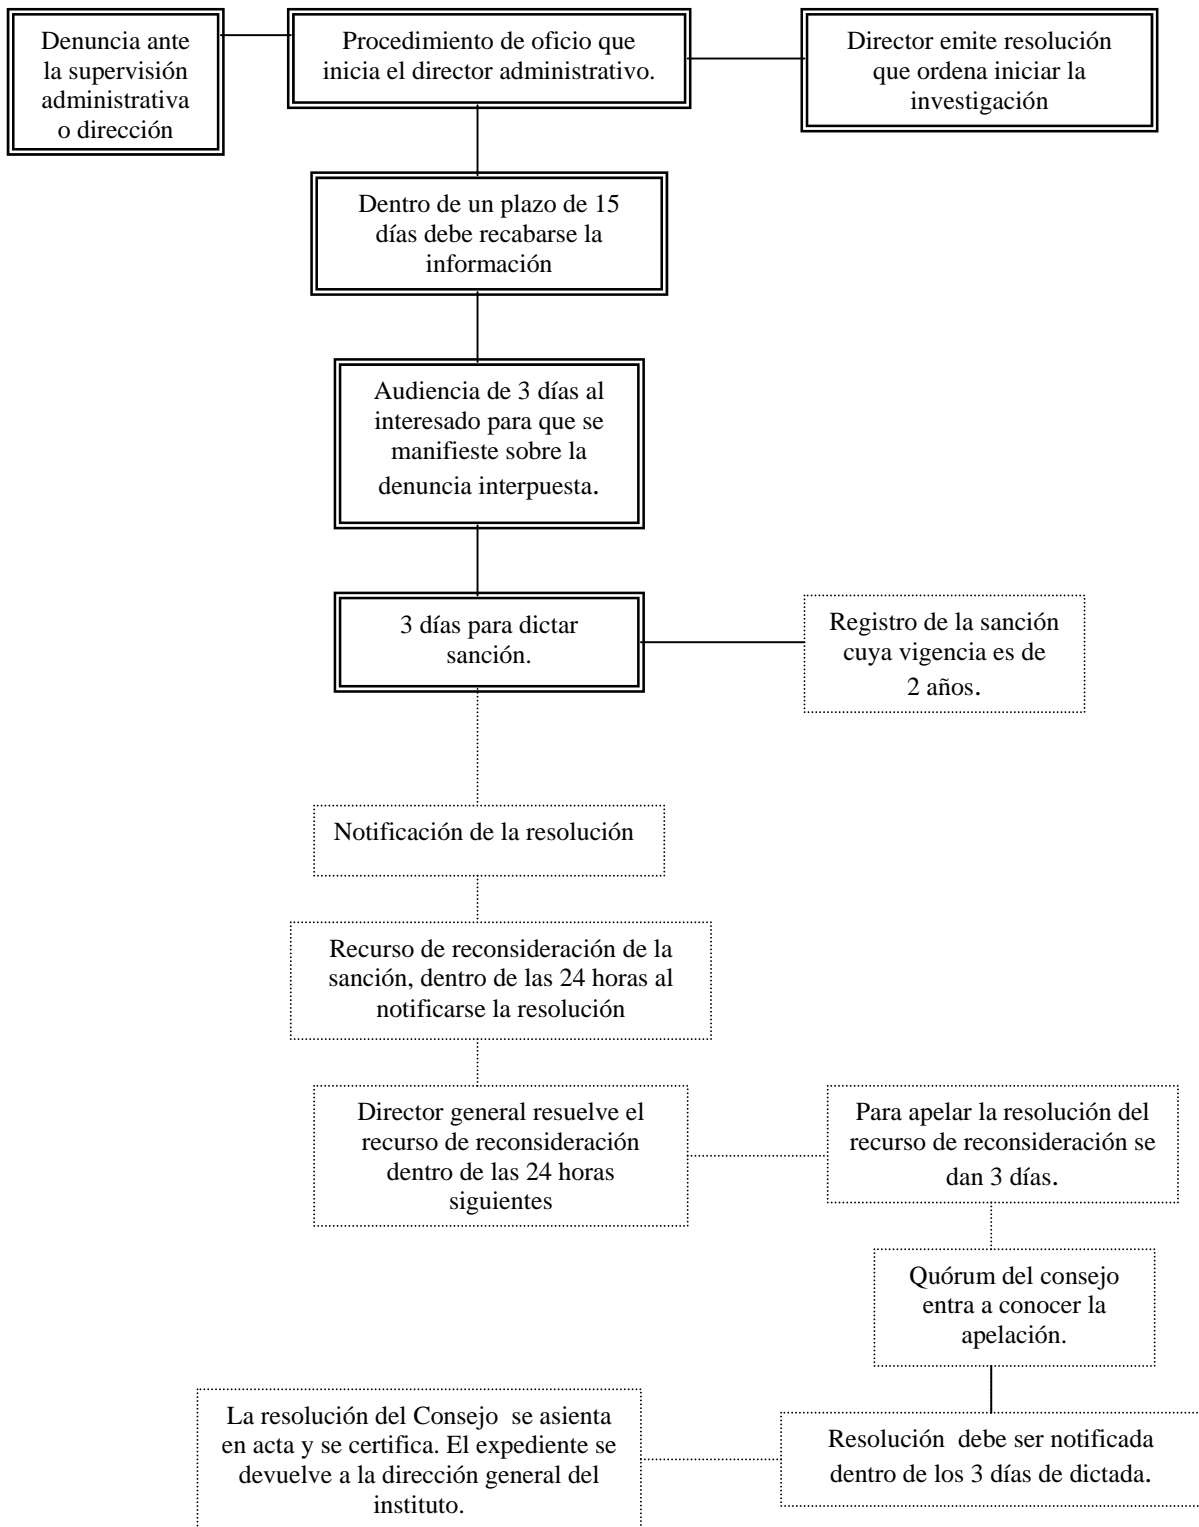 Denuncia ante
la supervisión
administrativa
o dirección
Procedimiento de oficio que
inicia el director administrativo.
Director emite resolución
que ordena iniciar la
investigación
Dentro de un plazo de 15
días debe recabarse la
información
Audiencia de 3 días al
interesado para que se
manifieste sobre la
denuncia interpuesta.
3 días para dictar
sanción.
Registro de la sanción
cuya vigencia es de
2 años.
Notificación de la resolución
Recurso de reconsideración de la
sanción, dentro de las 24 horas al
notificarse la resolución
Director general resuelve el
recurso de reconsideración
dentro de las 24 horas
siguientes
Para apelar la resolución del
recurso de reconsideración se
dan 3 días.
Quórum del consejo
entra a conocer la
apelación.
Resolución debe ser notificada
dentro de los 3 días de dictada.
La resolución del Consejo se asienta
en acta y se certifica. El expediente se
devuelve a la dirección general del
instituto.